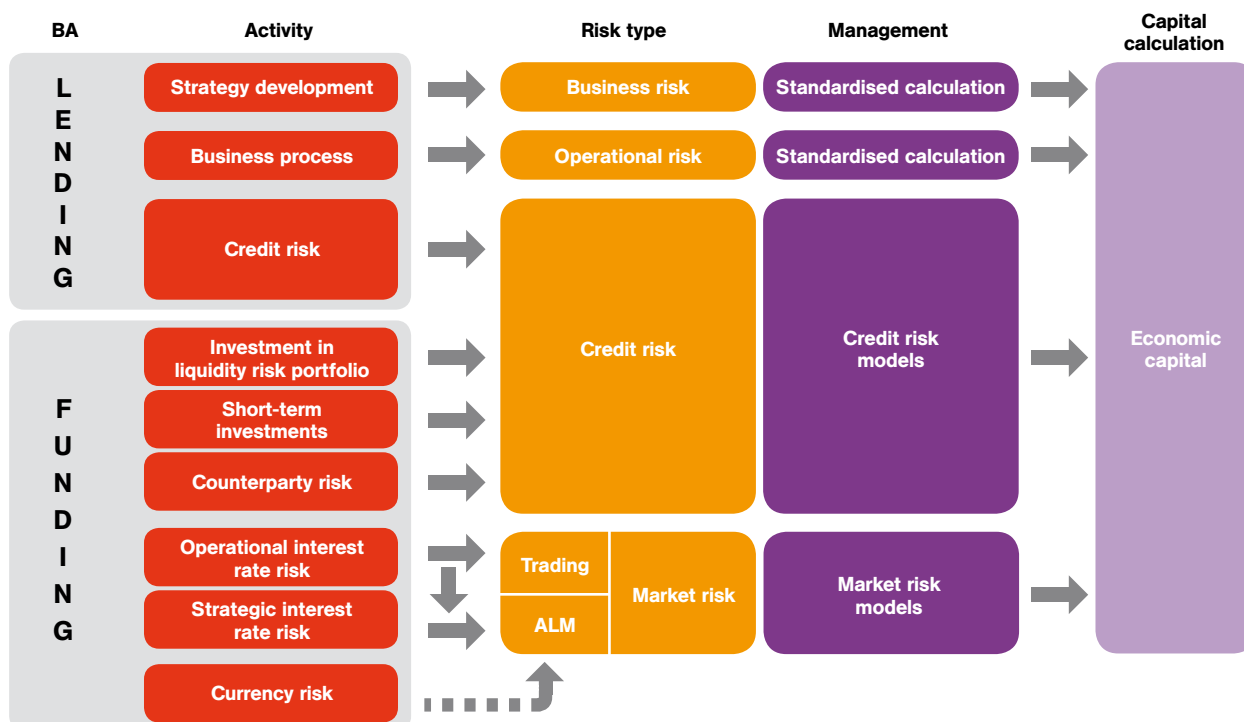 BA
Activity
Risk type
Management
Capital
calculation
LENDING
Strategy development
Business risk
Standardised calculation
Business process
Operational risk
Standardised calculation
Credit risk
Credit risk
Credit risk
models
Economic
capital
FUNDING
Investment in
liquidity risk portfolio
Short-term
investments
Counterparty risk
Operational interest
rate risk
Trading
Market risk
Market risk
models
Strategic interest
rate risk
ALM
Currency risk